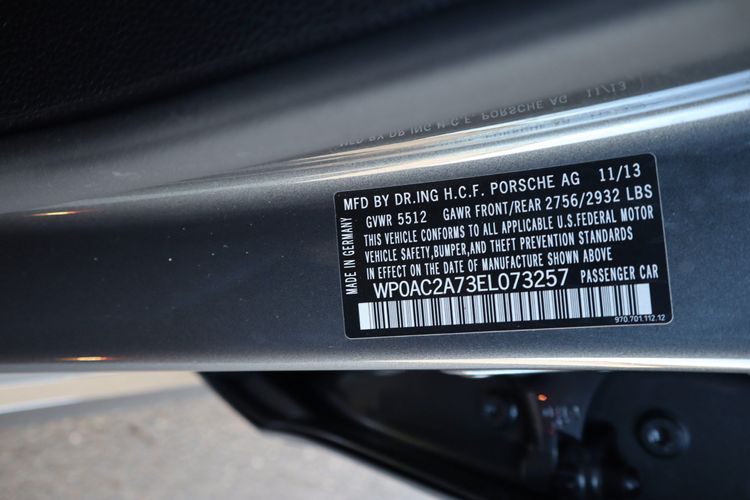 MFD BY DR.ING H.C.F. PORSCHE AG 11/13
GVWR 5512 GAWR FRONT/REAR 2756/2932 LBS
THIS VEHICLE CONFORMS TO ALL APPLICABLE U.S.FEDERAL MOTOR
VEHICLE SAFETY,BUMPER,AND THEFT PREVENTION STANDARDS
IN EFFECT ON THE DATE OF MANUFACTURE SHOWN ABOVE
WP0AC2A73EL073257 PASSENGER CAR
970.701.112.12
MADE IN GERMANY